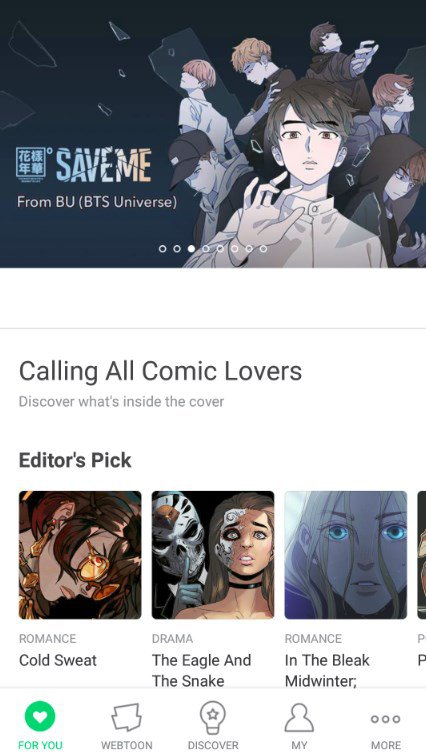 花樣
年華
SAVE ME
From BU (BTS Universe)
Calling All Comic Lovers
Discover what's inside the cover
Editor's Pick
ROMANCE
DRAMA
ROMANCE
Cold Sweat
The Eagle And
The Snake
In The Bleak
Midwinter;
FOR YOU
WEBTOON
DISCOVER
MY
MORE